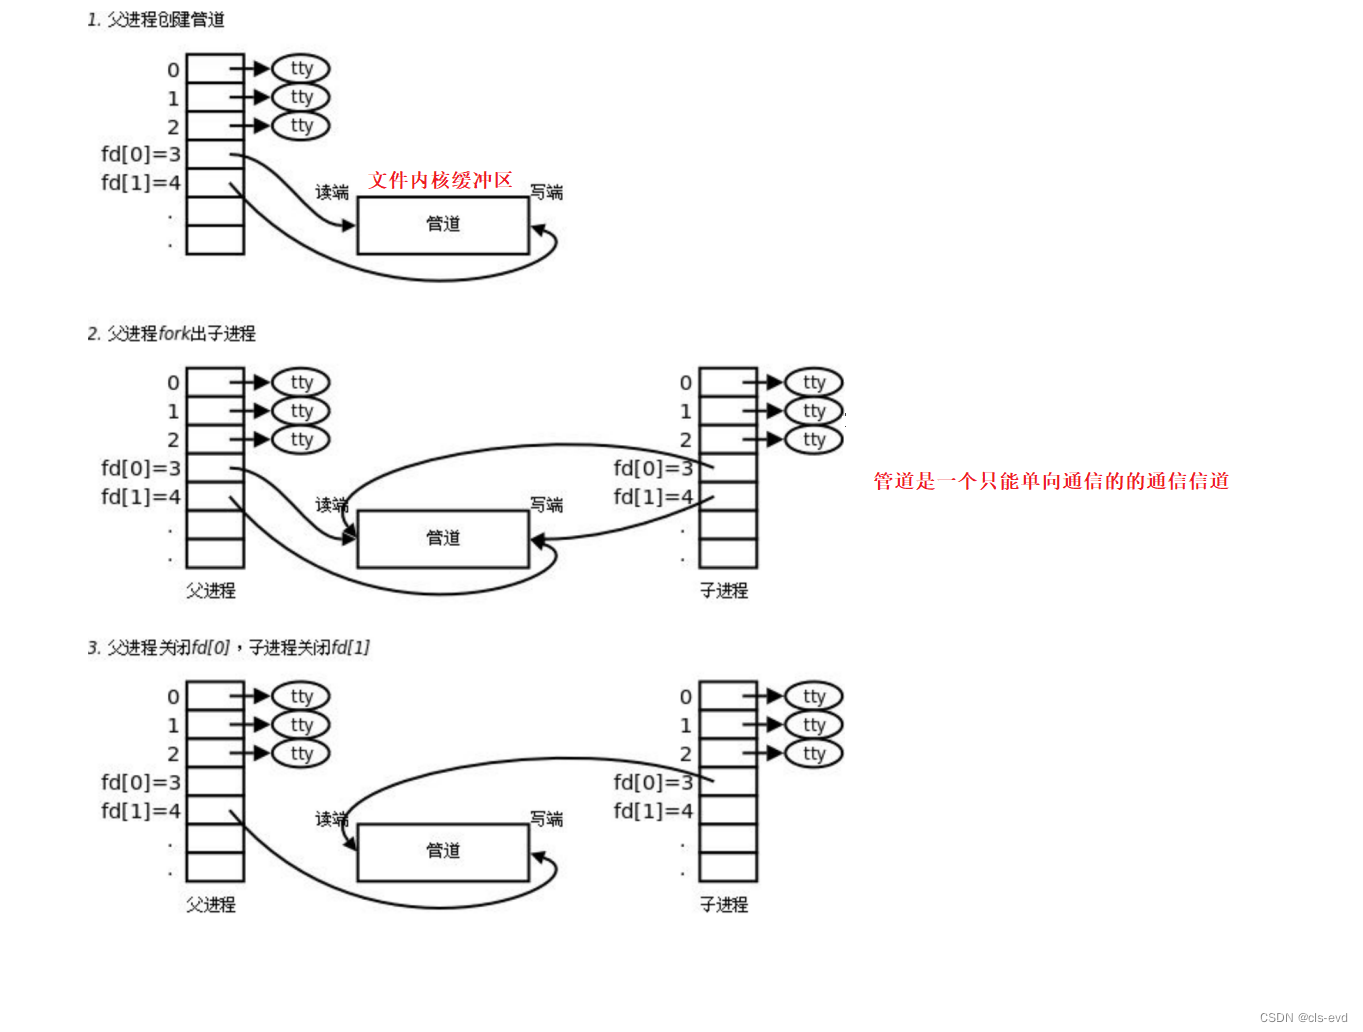 1. 父进程创建管道
0 tty
1 tty
2 tty
fd[0]=3
fd[1]=4
.
.
读端 文件内核缓冲区 写端
管道
2. 父进程fork出子进程
0 tty 0 tty
1 tty 1 tty
2 tty 2 tty
fd[0]=3 fd[0]=3
管道是一个只能单向通信的的通信信道
fd[1]=4 读端 写端 fd[1]=4
. .
管道
. .
父进程 子进程
3. 父进程关闭fd[0]，子进程关闭fd[1]
0 tty 0 tty
1 tty 1 tty
2 tty 2 tty
fd[0]=3 fd[0]=3
fd[1]=4 读端 写端 fd[1]=4
. .
管道
. .
父进程 子进程
CSDN @cls-evd